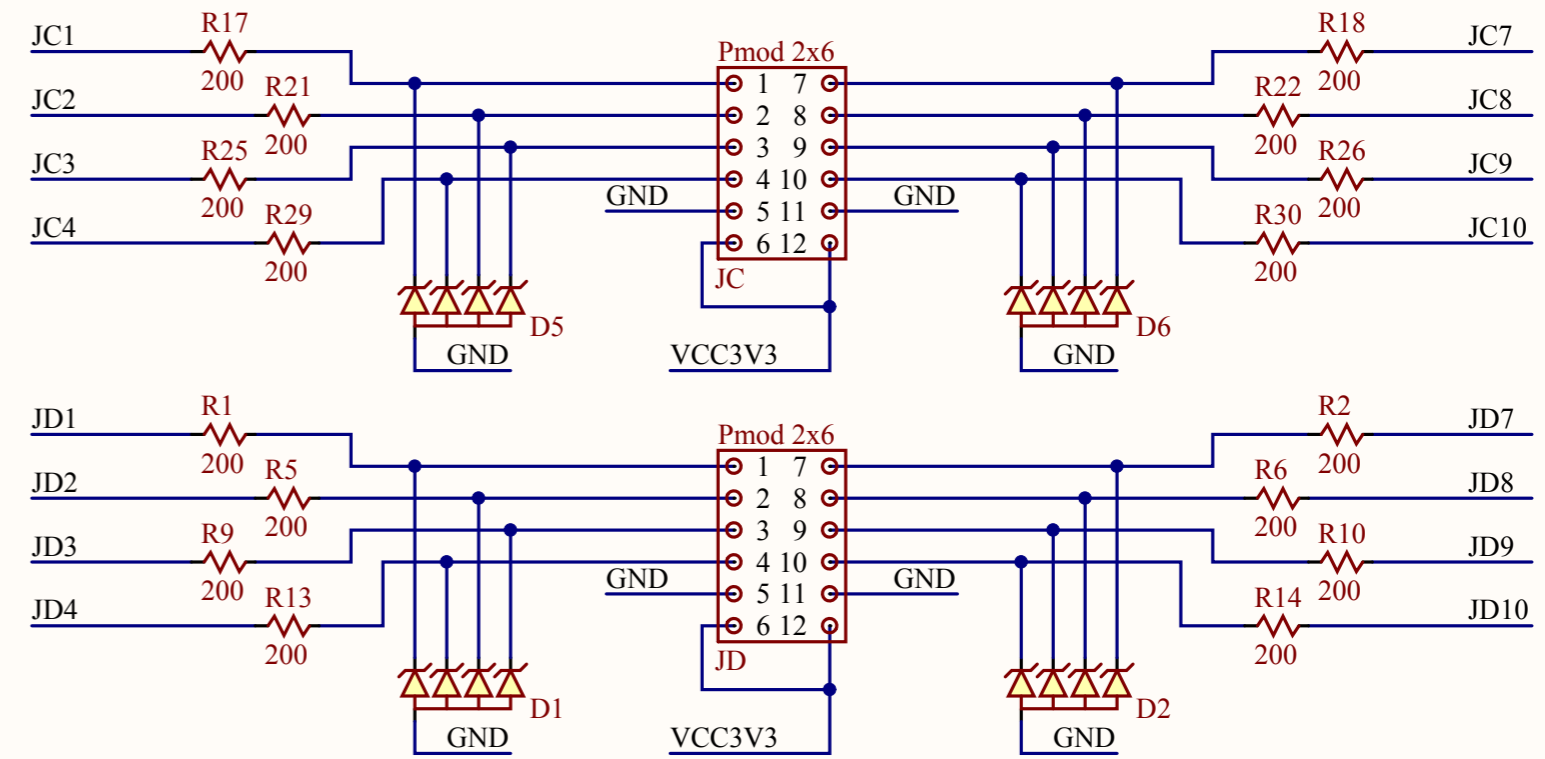 R17 R18
JC1 Pmod 2x6 JC7
200 R21 R22 200
JC2 1 7 JC8
R25 200 2 8 200 R26
JC3 3 9 JC9
200 R29 GND 4 10 GND R30 200
JC4 5 11 JC10
200 6 12 200
JC
D5 D6
GND VCC3V3 GND
R1 R2
JD1 Pmod 2x6 JD7
200 R5 R6 200
JD2 1 7 JD8
R9 200 2 8 200 R10
JD3 3 9 JD9
200 R13 GND 4 10 GND R14 200
JD4 5 11 JD10
200 6 12 200
JD
D1 D2
GND VCC3V3 GND